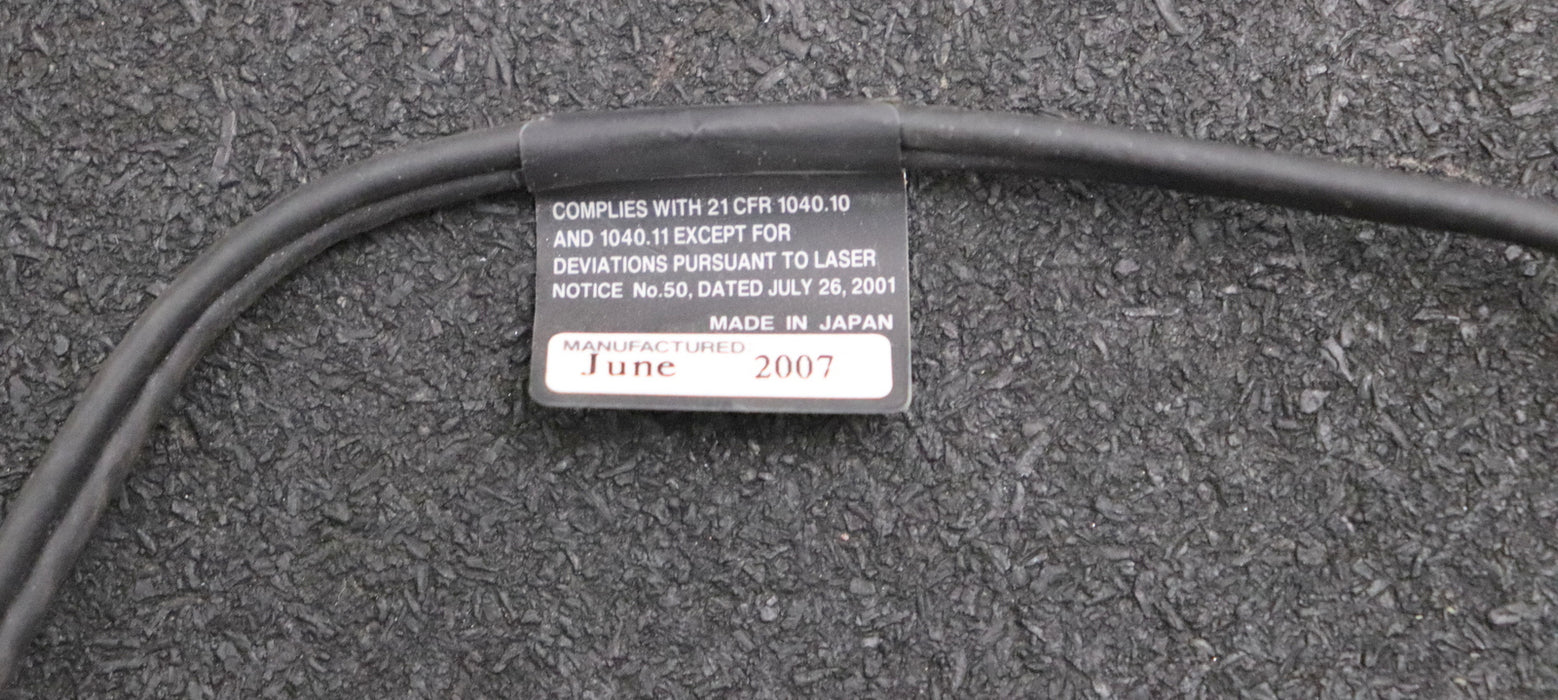 COMPLIES WITH 21 CFR 1040.10
AND 1040.11 EXCEPT FOR
DEVIATIONS PURSUANT TO LASER
NOTICE No.50, DATED JULY 26, 2001
MADE IN JAPAN
MANUFACTURED
June 2007